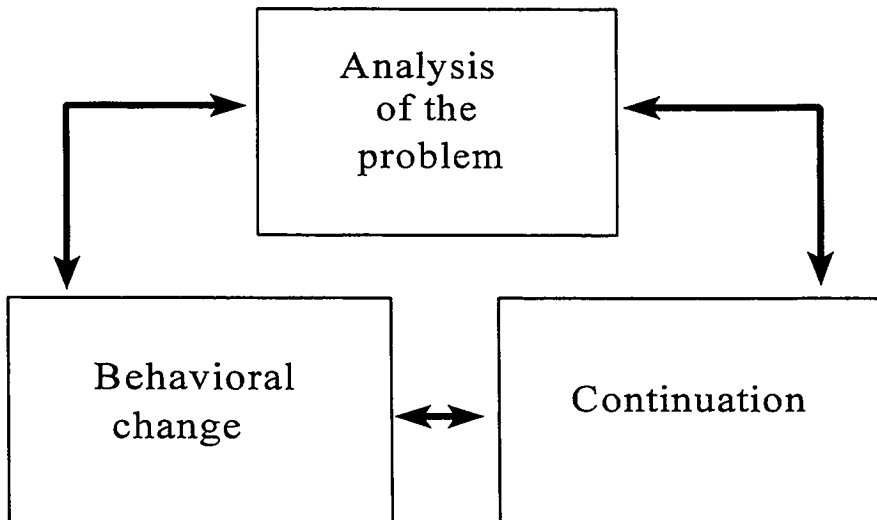 Analysis
of the
problem
Behavioral
change
Continuation